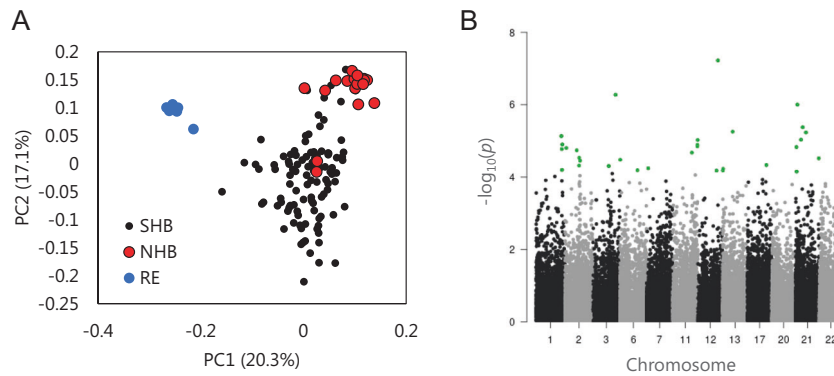 A
0.2
0.15
0.1
0.05
0
-0.05
-0.1
-0.15
-0.2
-0.25
PC2 (17.1%)
SHB
NHB
RE
-0.4 -0.2 0 0.2
PC1 (20.3%)
B
8
6
4
2
0
-log10(p)
1 2 3 6 7 11 12 13 17 20 21 22
Chromosome